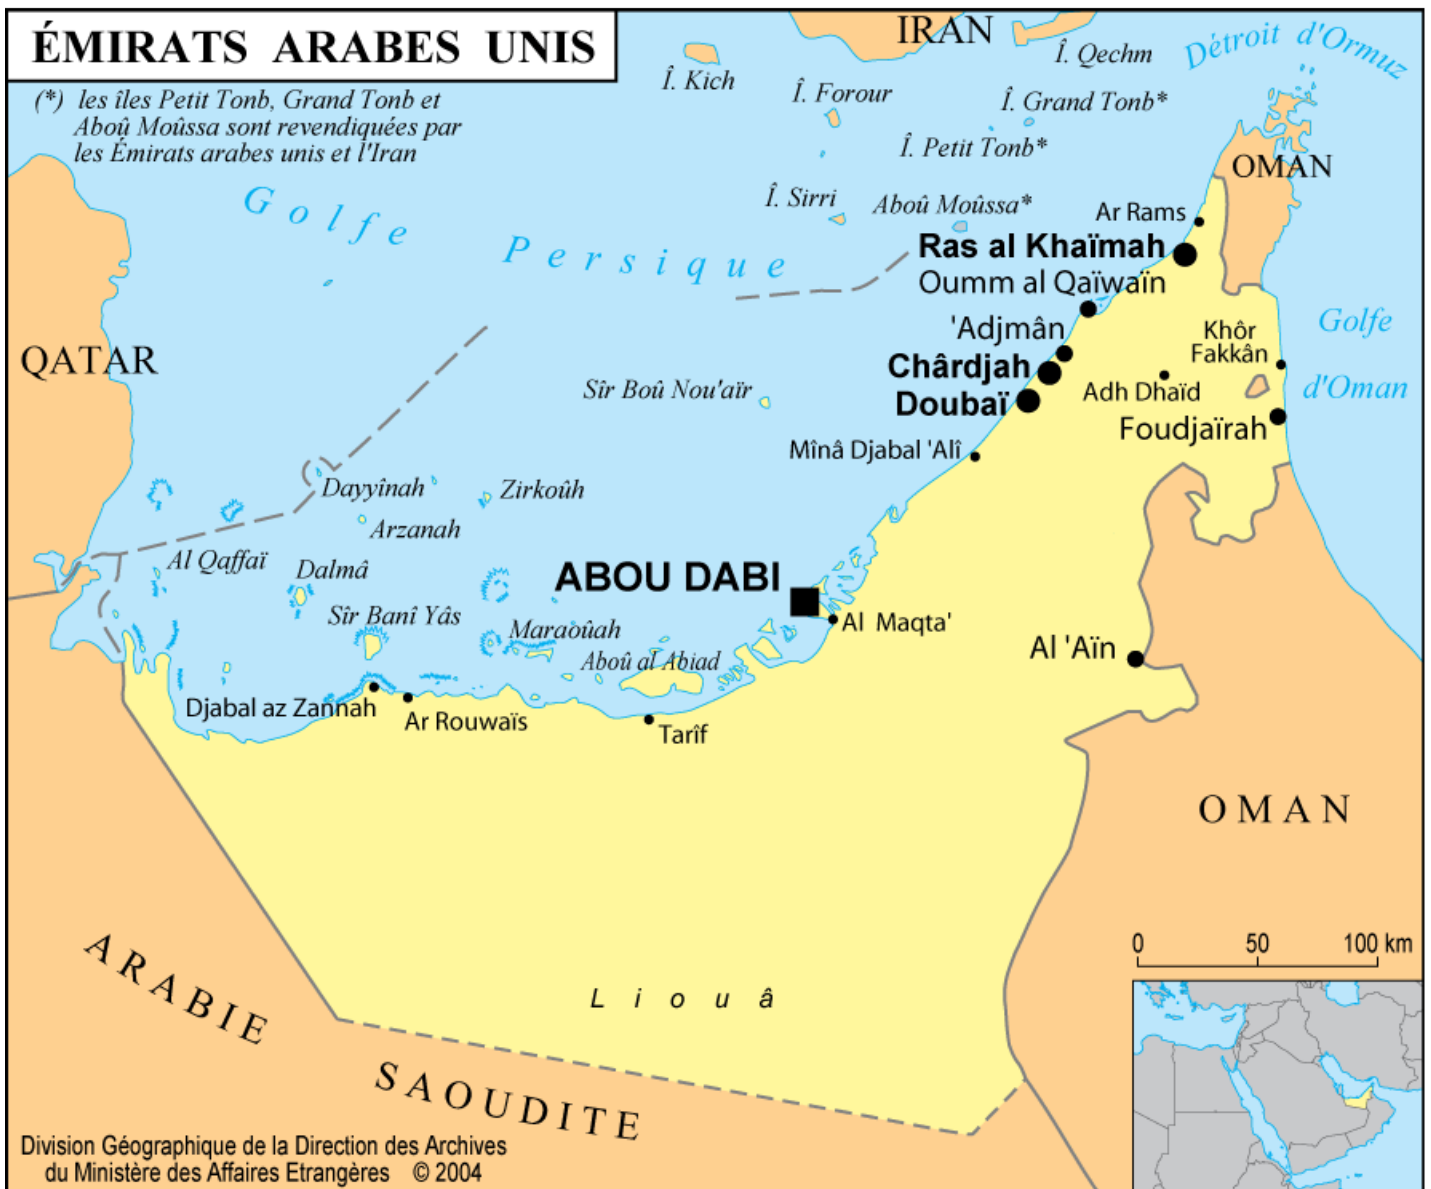 ÉMIRATS ARABES UNIS
(*) les îles Petit Tonb, Grand Tonb et
Aboû Moûssa sont revendiquées par
les Émirats arabes unis et l'Iran
IRAN
Î. Kich
Î. Qechm
Détroit d'Ormuz
Î. Forour
Î. Grand Tonb*
Î. Petit Tonb*
OMAN
Î. Sirri
Aboû Moûssa*
Ar Rams
Golfe Persique
Ras al Khaïmah
Oumm al Qaïwaïn
'Adjmân
Khôr
Fakkân
Golfe
d'Oman
QATAR
Chârdjah
Sîr Boû Nou'aïr
Doubaï
Adh Dhaïd
Foudjaïrah
Mînâ Djabal 'Alî
Dayyînah
Zirkoûh
Arzanah
Al Qaffaï
Dalmâ
ABOU DABI
Sîr Banî Yâs
Maraoûah
Al Maqta'
Aboû al Abiad
Al 'Aïn
Djabal az Zannah
Ar Rouwaïs
Tarîf
OMAN
0 50 100 km
Liouâ
ARABIE
SAOUDITE
Division Géographique de la Direction des Archives
du Ministère des Affaires Etrangères © 2004